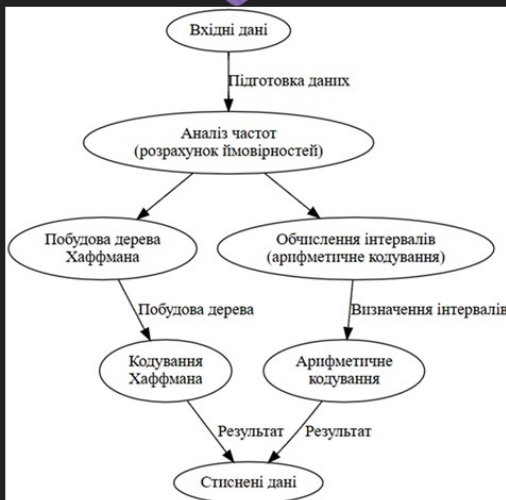 Вхідні дані
Підготовка даних
Аналіз частот
(розрахунок ймовірностей)
Побудова дерева
Хаффмана
Обчислення інтервалів
(арифметичне кодування)
Побудова дерева
Визначення інтервалів
Кодування
Хаффмана
Арифметичне
кодування
Результат
Результат
Стиснені дані